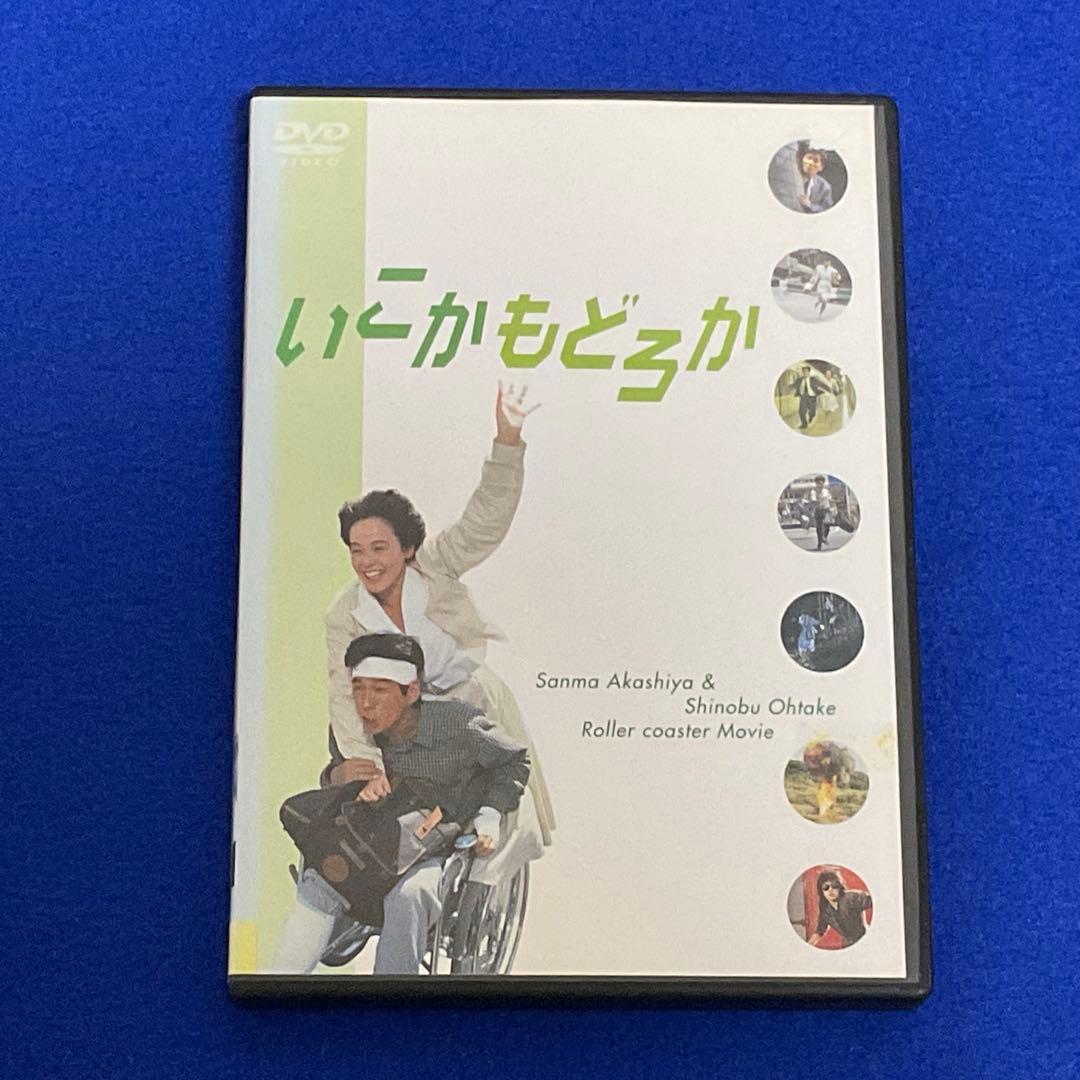 DVD
VIDEO
いこかもどろか
Sanma Akashiya &
Shinobu Ohtake
Roller coaster Movie